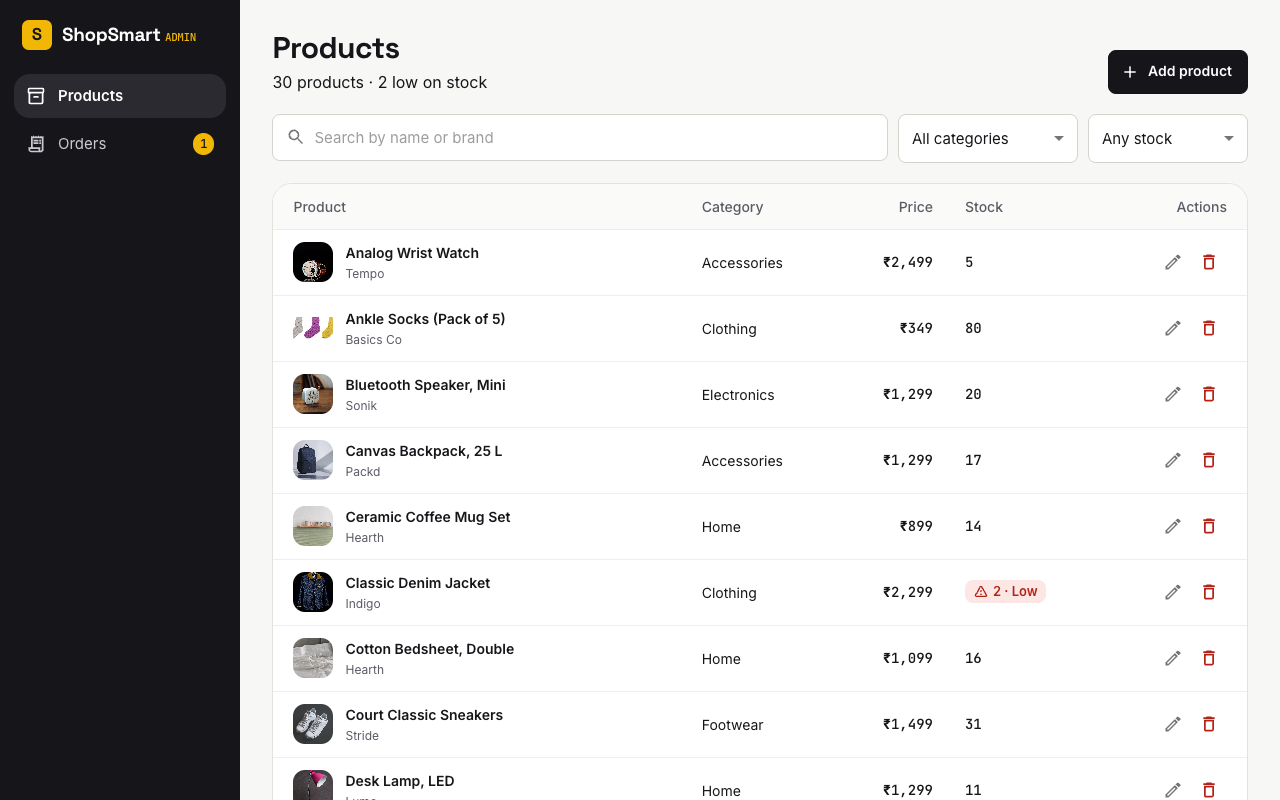 S ShopSmart ADMIN
Products
Orders 1
Products
30 products · 2 low on stock
Add product
Search by name or brand
All categories
Any stock
Product Category Price Stock Actions
Analog Wrist Watch
Tempo
Accessories ₹2,499 5
Ankle Socks (Pack of 5)
Basics Co
Clothing ₹349 80
Bluetooth Speaker, Mini
Sonik
Electronics ₹1,299 20
Canvas Backpack, 25 L
Packd
Accessories ₹1,299 17
Ceramic Coffee Mug Set
Hearth
Home ₹899 14
Classic Denim Jacket
Indigo
Clothing ₹2,299 2 · Low
Cotton Bedsheet, Double
Hearth
Home ₹1,099 16
Court Classic Sneakers
Stride
Footwear ₹1,499 31
Desk Lamp, LED
Home ₹1,299 11